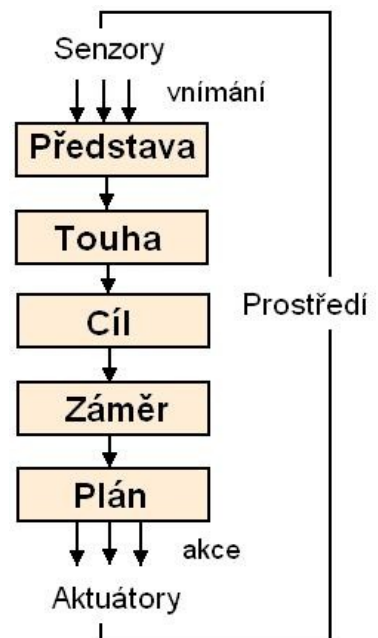 Senzory
vnímání
Představa
Touha
Cíl
Prostředí
Záměr
Plán
akce
Aktuátory